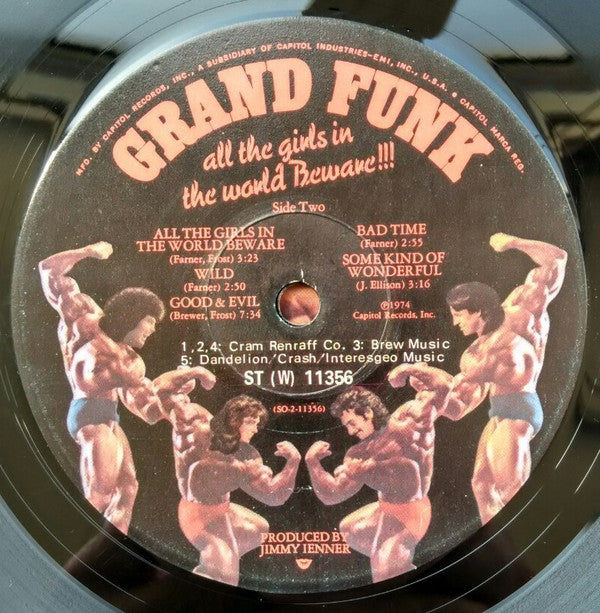 MFD. BY CAPITOL RECORDS, INC., A SUBSIDIARY OF CAPITOL INDUSTRIES-EMI, INC., U.S.A. • CAPITOL MARCA REG.
GRAND FUNK
all the girls in
the world Beware!!!
Side Two
ALL THE GIRLS IN
THE WORLD BEWARE
(Farner, Frost) 3:23
WILD
(Farner) 2:50
GOOD & EVIL
(Brewer, Frost) 7:34
BAD TIME
(Farner) 2:55
SOME KIND OF
WONDERFUL
(J. Ellison) 3:16
℗1974
Capitol Records, Inc.
1,2,4: Cram Renraff Co. 3: Brew Music
5: Dandelion/Crash/Interesgeo Music
ST (W) 11356
(SO-2-11356)
PRODUCED BY
JIMMY IENNER